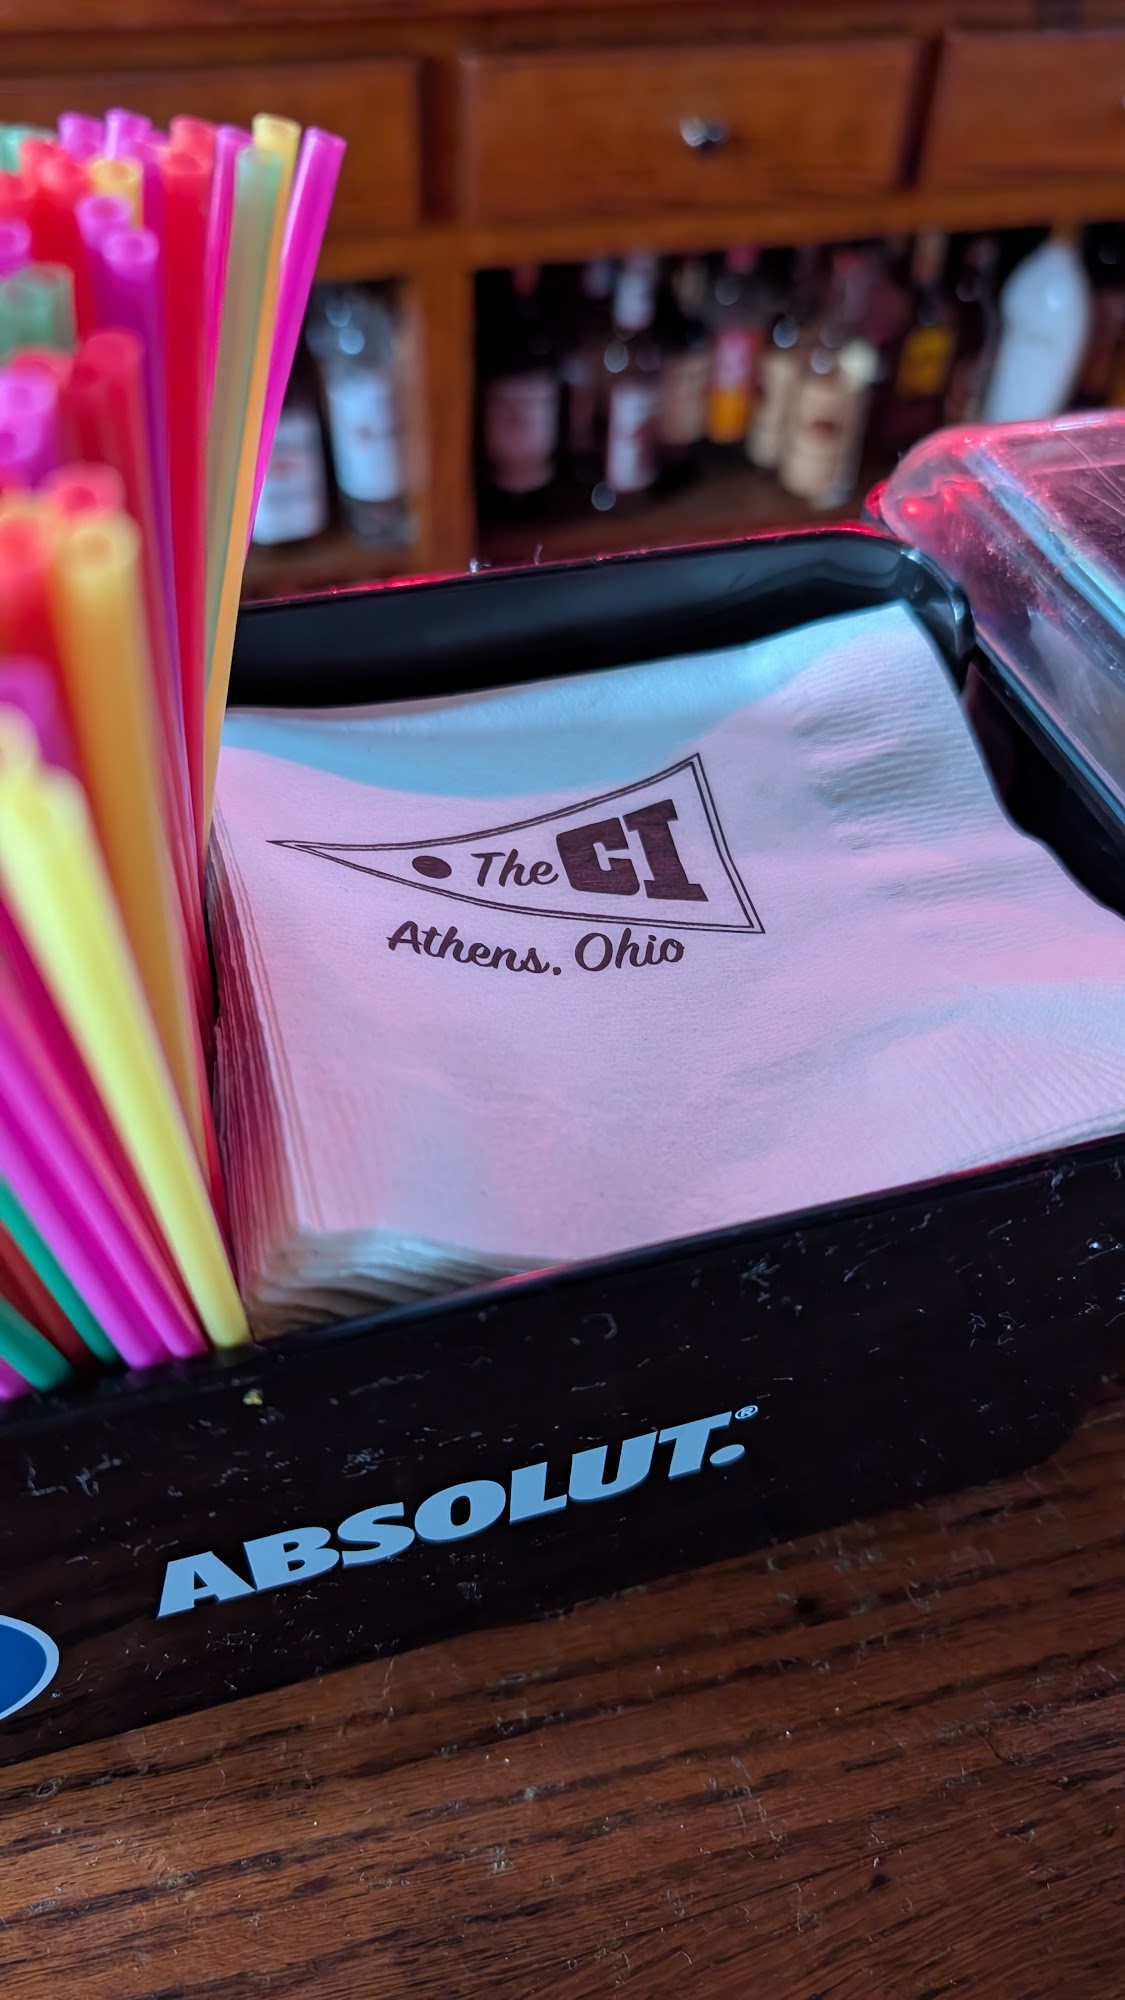 The CI
Athens, Ohio
ABSOLUT.®